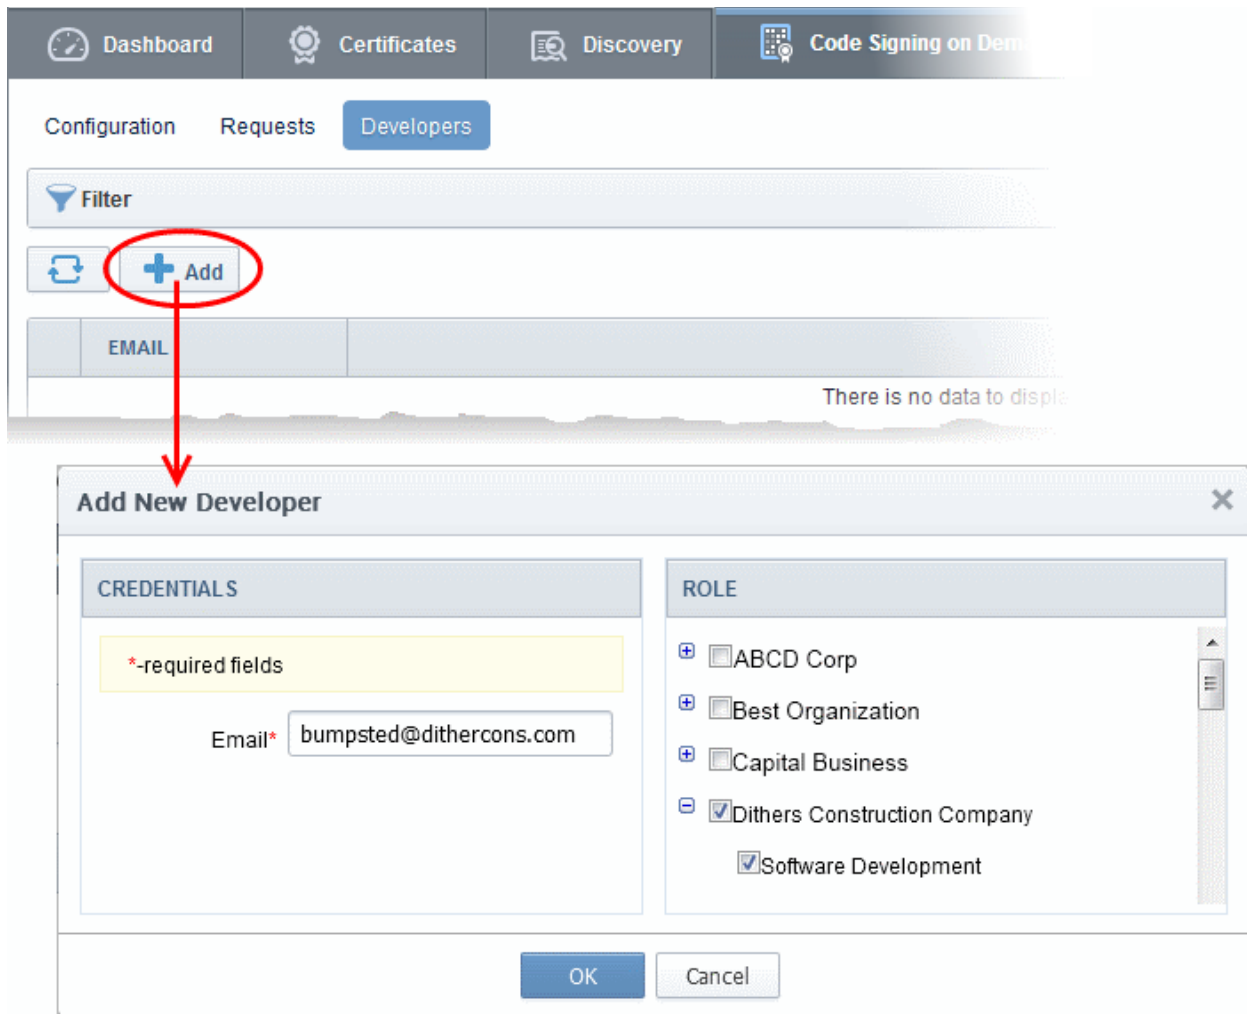 Dashboard Certificates Discovery Code Signing on Dem
Configuration Requests Developers
Filter
Add
EMAIL
There is no data to displa
Add New Developer
CREDENTIALS ROLE
*-required fields
Email* bumpsted@dithercons.com
ABCD Corp
Best Organization
Capital Business
Dithers Construction Company
Software Development
OK Cancel